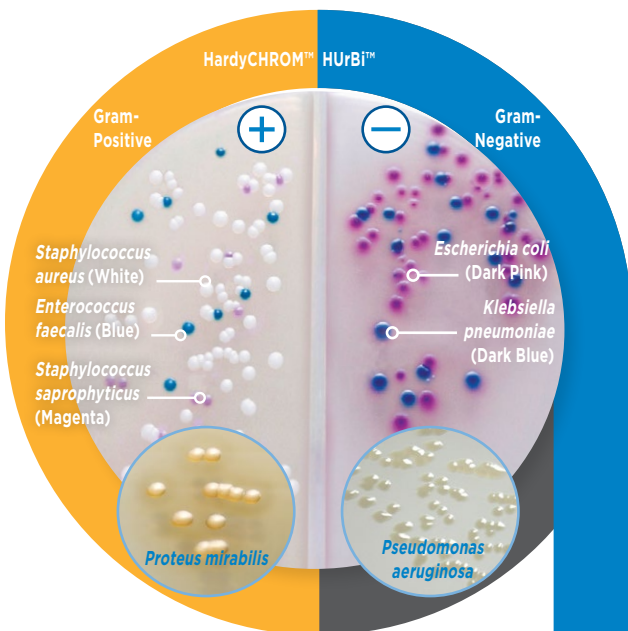 HardyCHROM™ HUrBi™
Gram-
Positive
+
−
Gram-
Negative
Staphylococcus
aureus (White)
Enterococcus
faecalis (Blue)
Staphylococcus
saprophyticus
(Magenta)
Escherichia coli
(Dark Pink)
Klebsiella
pneumoniae
(Dark Blue)
Proteus mirabilis
Pseudomonas
aeruginosa